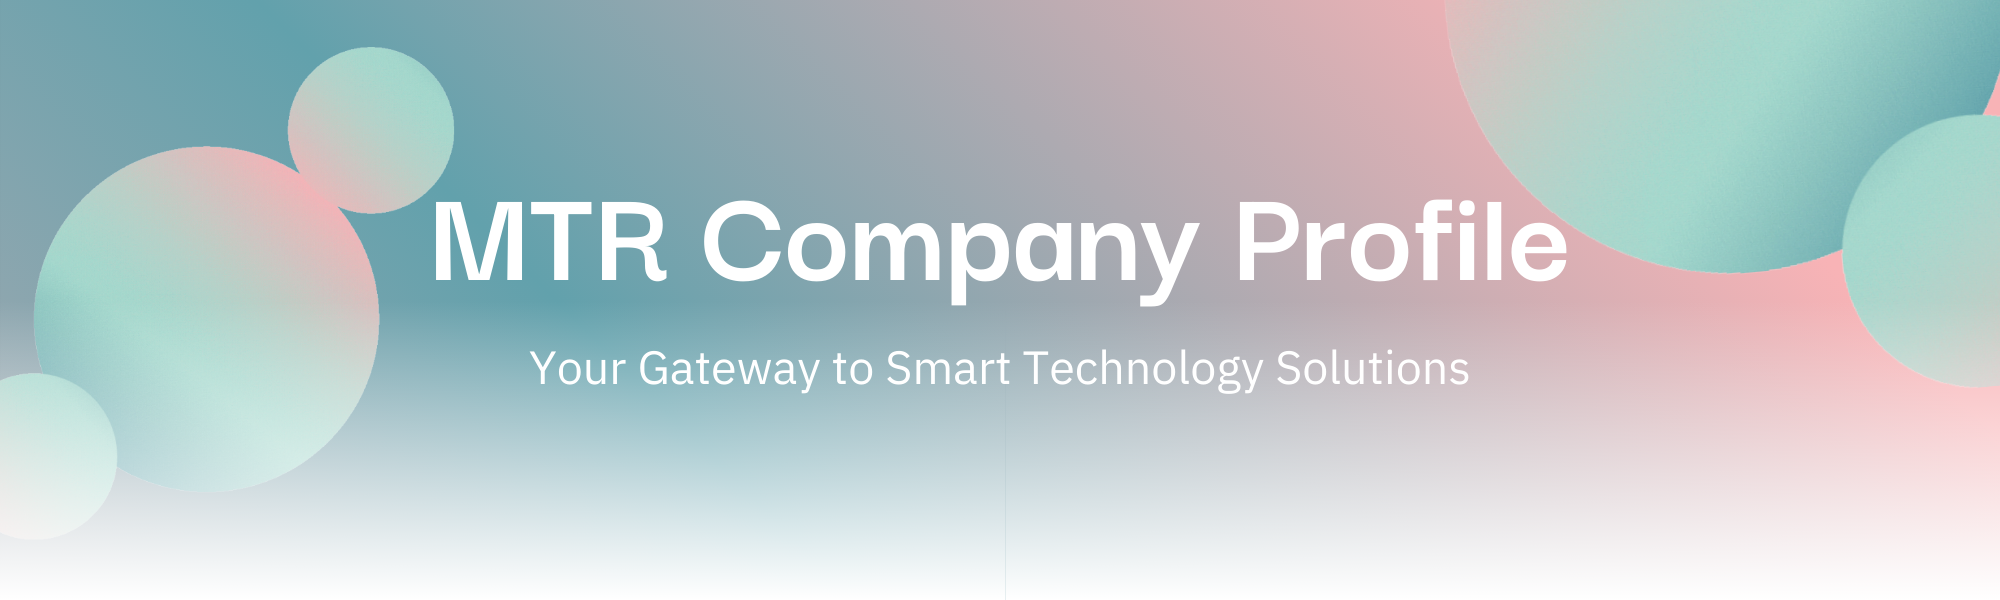 MTR Company Profile
Your Gateway to Smart Technology Solutions